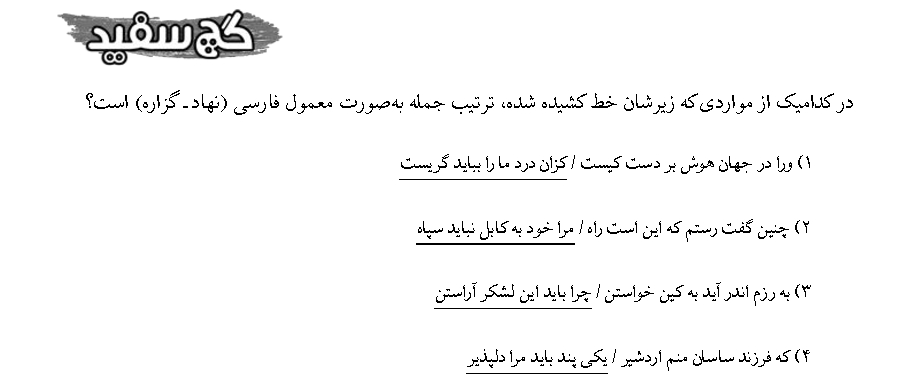 گچ سفید
در کدامیک از مواردی که زیرشان خط کشیده شده، ترتیب جمله به‌صورت معمول فارسی (نهاد ـ گزاره) است؟
۱) ورا در جهان هوش بر دست کیست / کزان درد ما را بباید گریست
۲) چنین گفت رستم که این است راه / مرا خود به کابل نباید سپاه
۳) به رزم اندر آید به کین خواستن / چرا باید این لشکر آراستن
۴) که فرزند ساسان منم اردشیر / یکی پند باید مرا دلپذیر